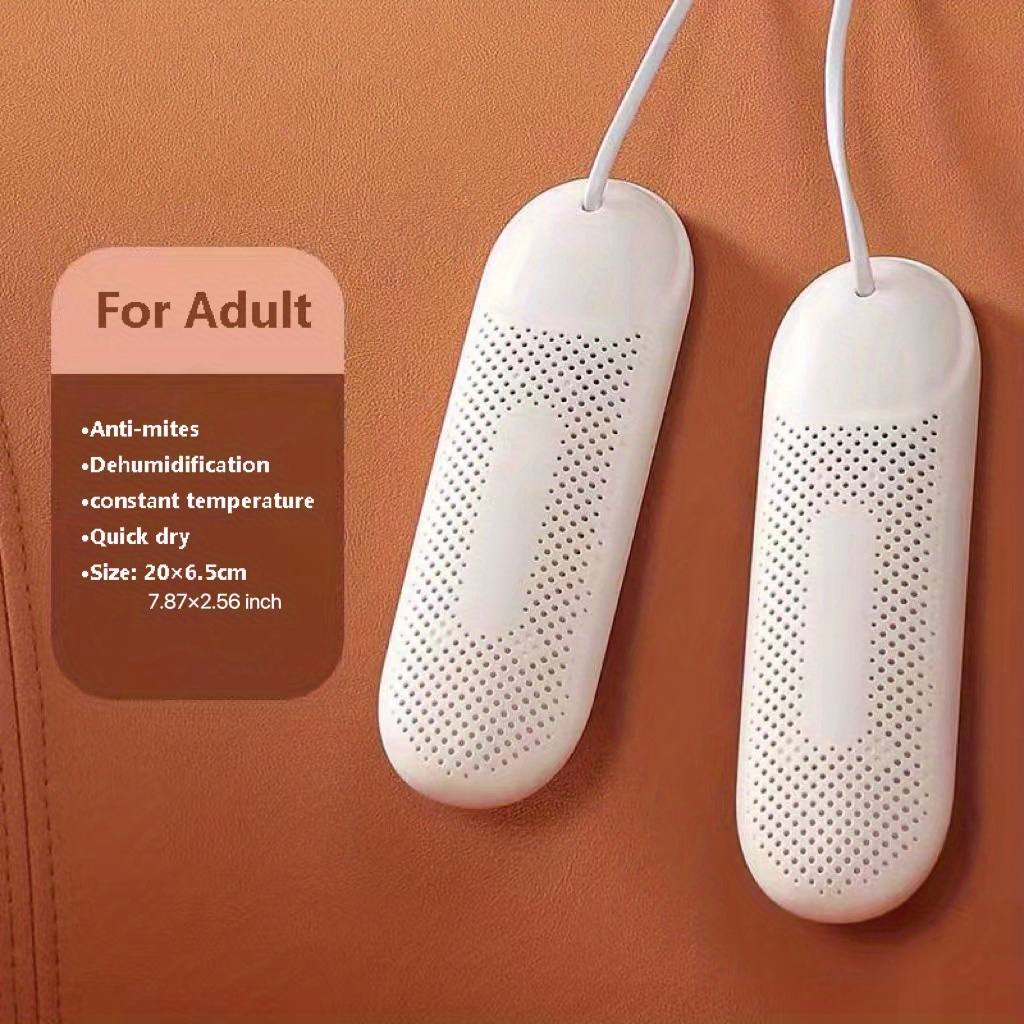 For Adult
•Anti-mites
•Dehumidification
•constant temperature
•Quick dry
•Size: 20×6.5cm
7.87×2.56 inch